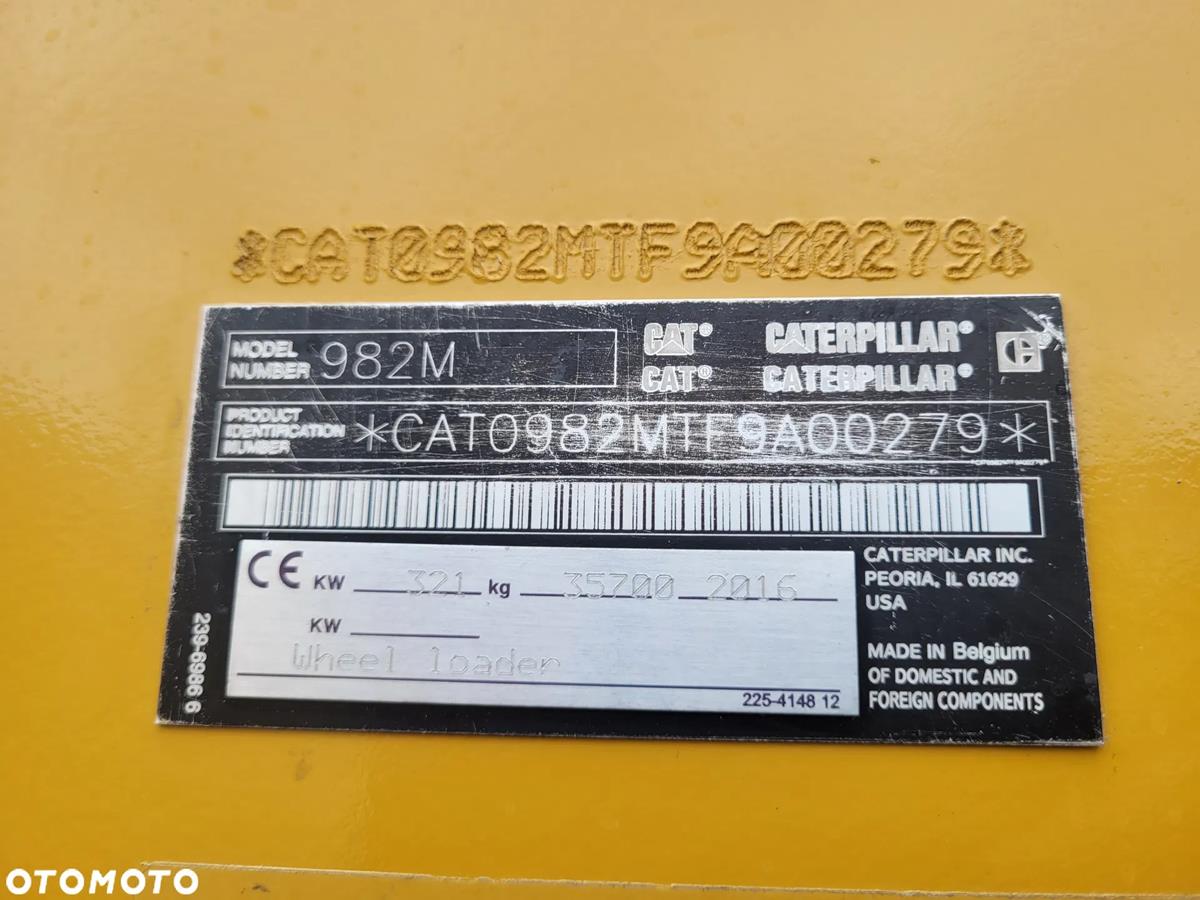 *CAT0982MTF9A00279*
MODEL NUMBER 982M
CAT® CATERPILLAR®
CAT® CATERPILLAR®
PRODUCT IDENTIFICATION NUMBER *CAT0982MTF9A00279*
CE KW 321 kg 35700 2016
KW
Wheel loader
225-4148 12
239-6986 6
CATERPILLAR INC.
PEORIA, IL 61629
USA
MADE IN Belgium
OF DOMESTIC AND
FOREIGN COMPONENTS
OTOMOTO